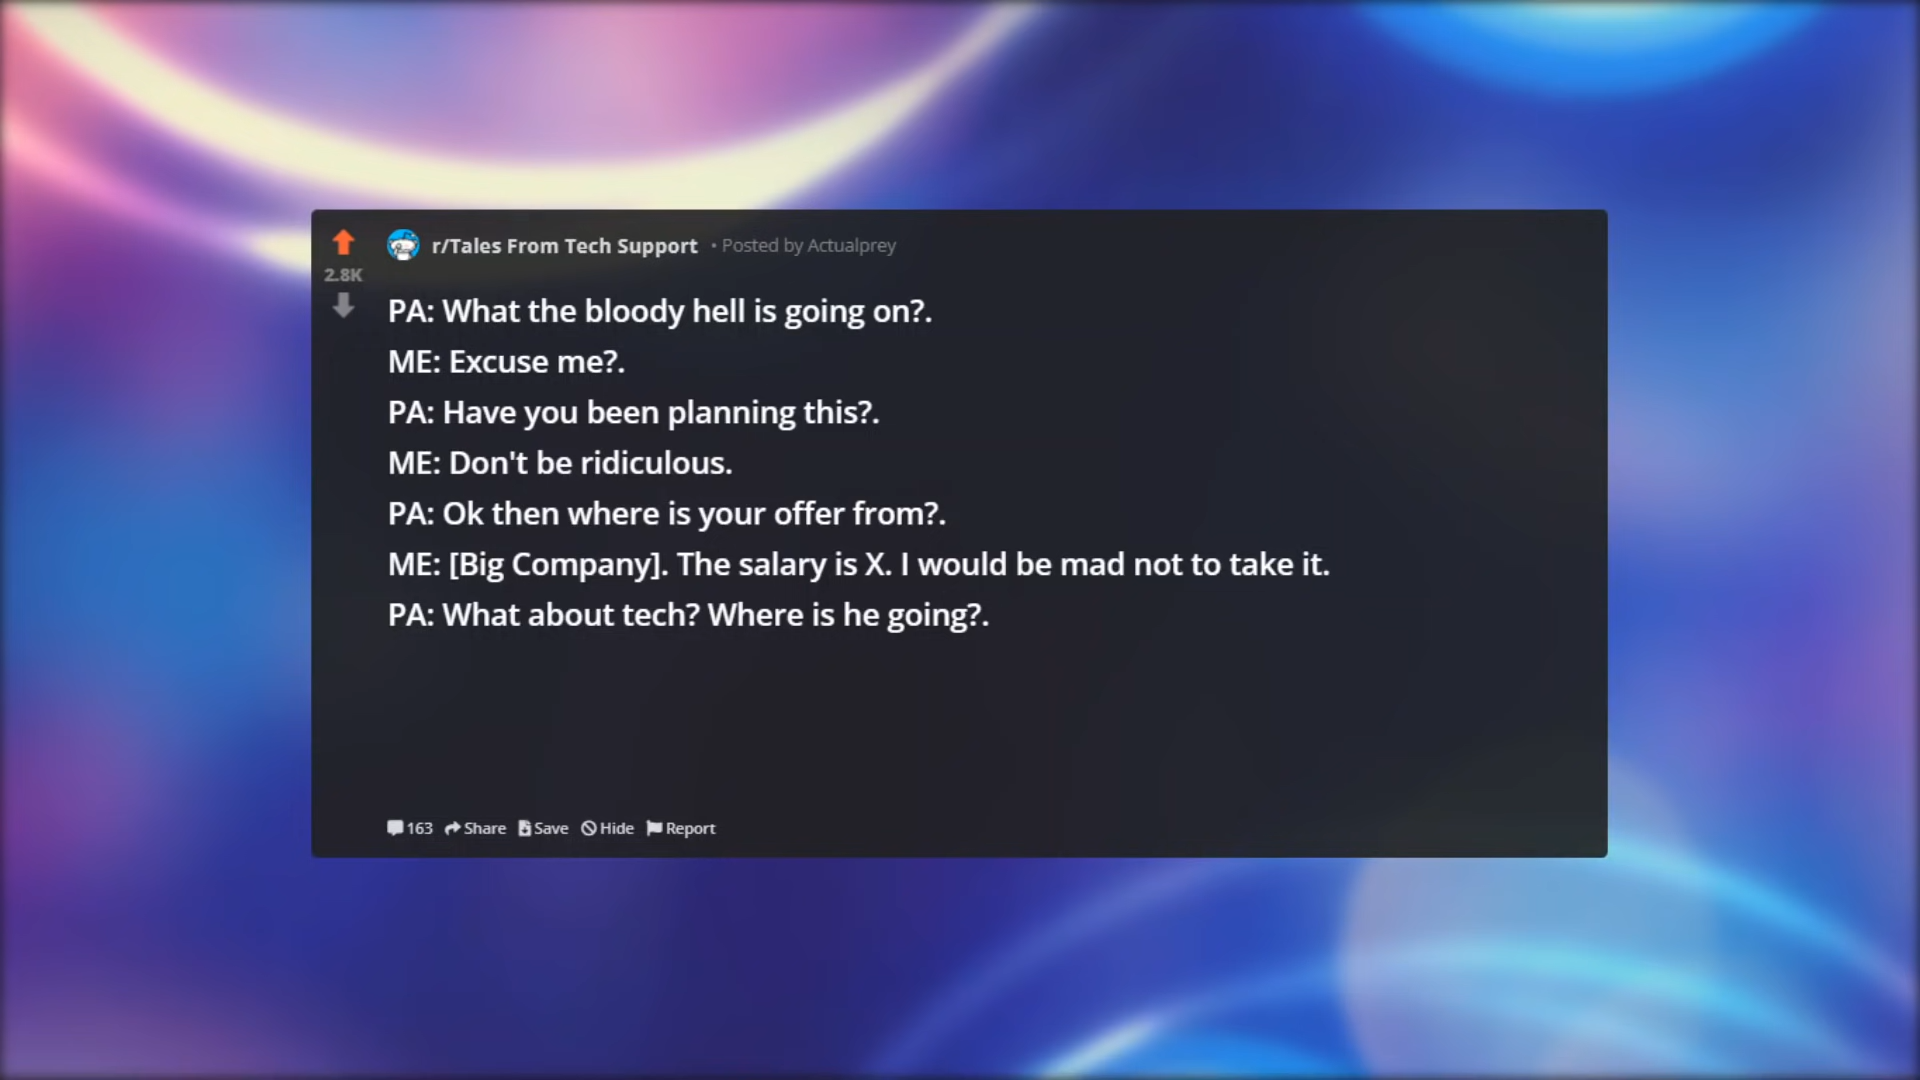 r/Tales From Tech Support • Posted by Actualprey
2.8K
PA: What the bloody hell is going on?.
ME: Excuse me?.
PA: Have you been planning this?.
ME: Don't be ridiculous.
PA: Ok then where is your offer from?.
ME: [Big Company]. The salary is X. I would be mad not to take it.
PA: What about tech? Where is he going?.
163 Share Save Hide Report